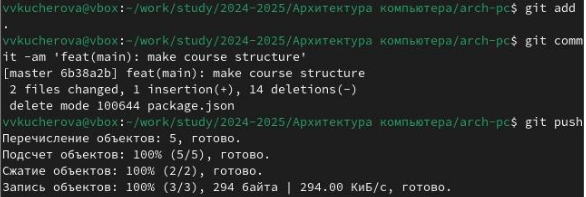 vvkucherova@vbox:~/work/study/2024-2025/Архитектура компьютера/arch-pc$ git add
.
vvkucherova@vbox:~/work/study/2024-2025/Архитектура компьютера/arch-pc$ git comm
it -am 'feat(main): make course structure'
[master 6b38a2b] feat(main): make course structure
 2 files changed, 1 insertion(+), 14 deletions(-)
 delete mode 100644 package.json
vvkucherova@vbox:~/work/study/2024-2025/Архитектура компьютера/arch-pc$ git push
Перечисление объектов: 5, готово.
Подсчет объектов: 100% (5/5), готово.
Сжатие объектов: 100% (2/2), готово.
Запись объектов: 100% (3/3), 294 байта | 294.00 КиБ/с, готово.